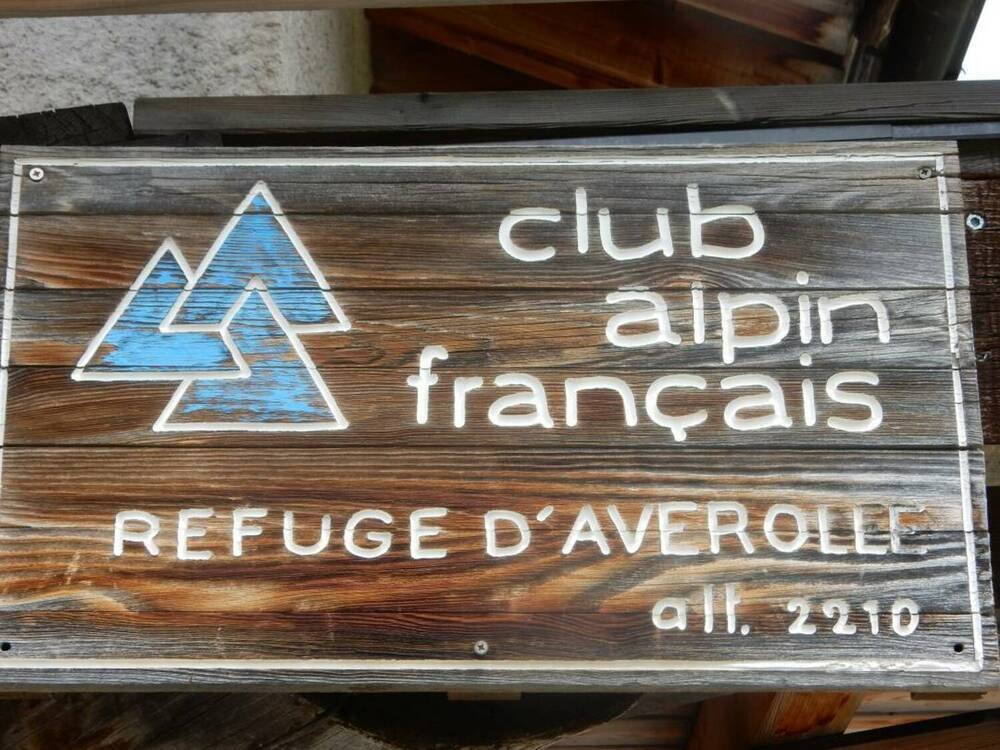 club
alpin
français
REFUGE D'AVEROLLE
alt. 2210